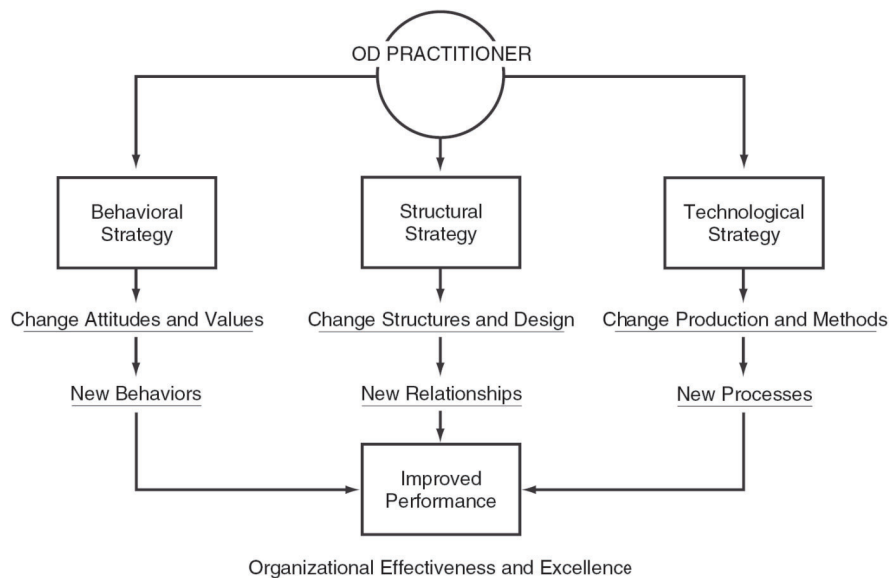 OD PRACTITIONER
Behavioral
Strategy
Structural
Strategy
Technological
Strategy
Change Attitudes and Values
Change Structures and Design
Change Production and Methods
New Behaviors
New Relationships
New Processes
Improved
Performance
Organizational Effectiveness and Excellence